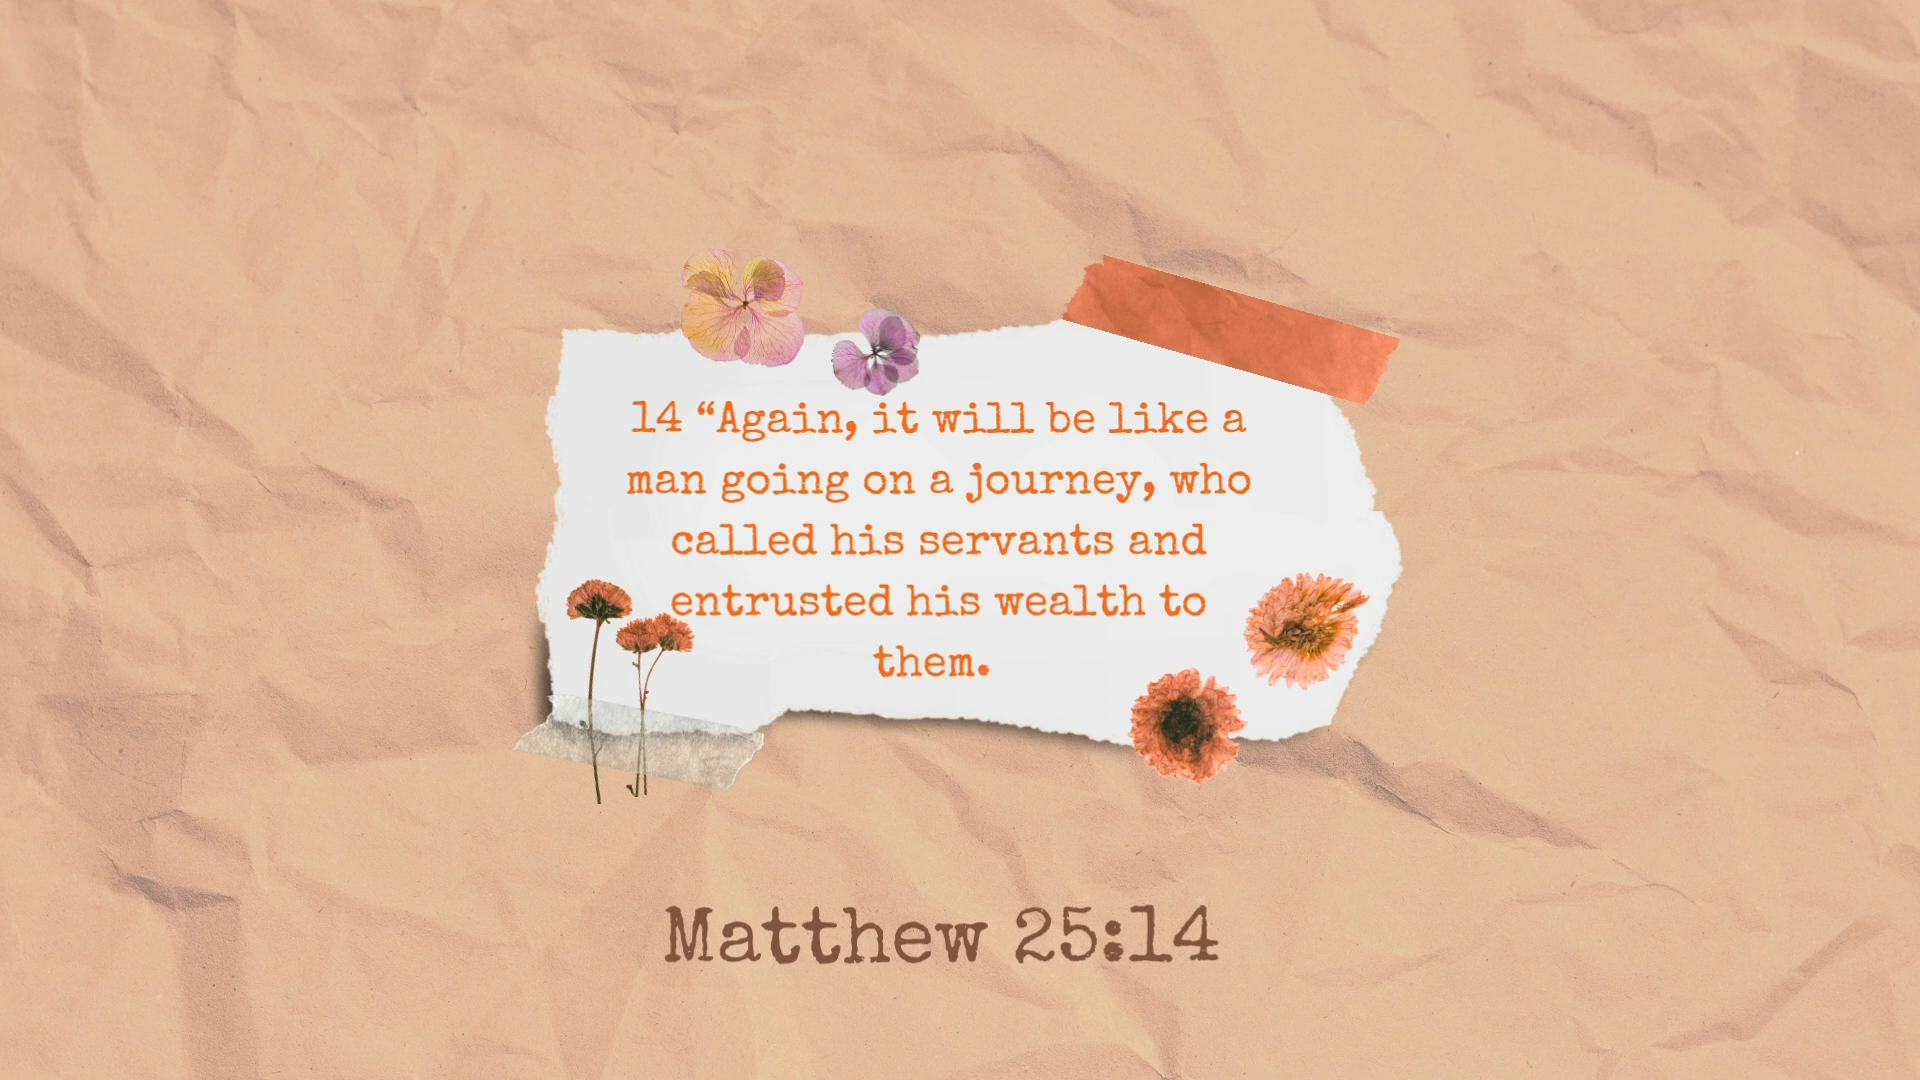 14 “Again, it will be like a
man going on a journey, who
called his servants and
entrusted his wealth to
them.
Matthew 25:14